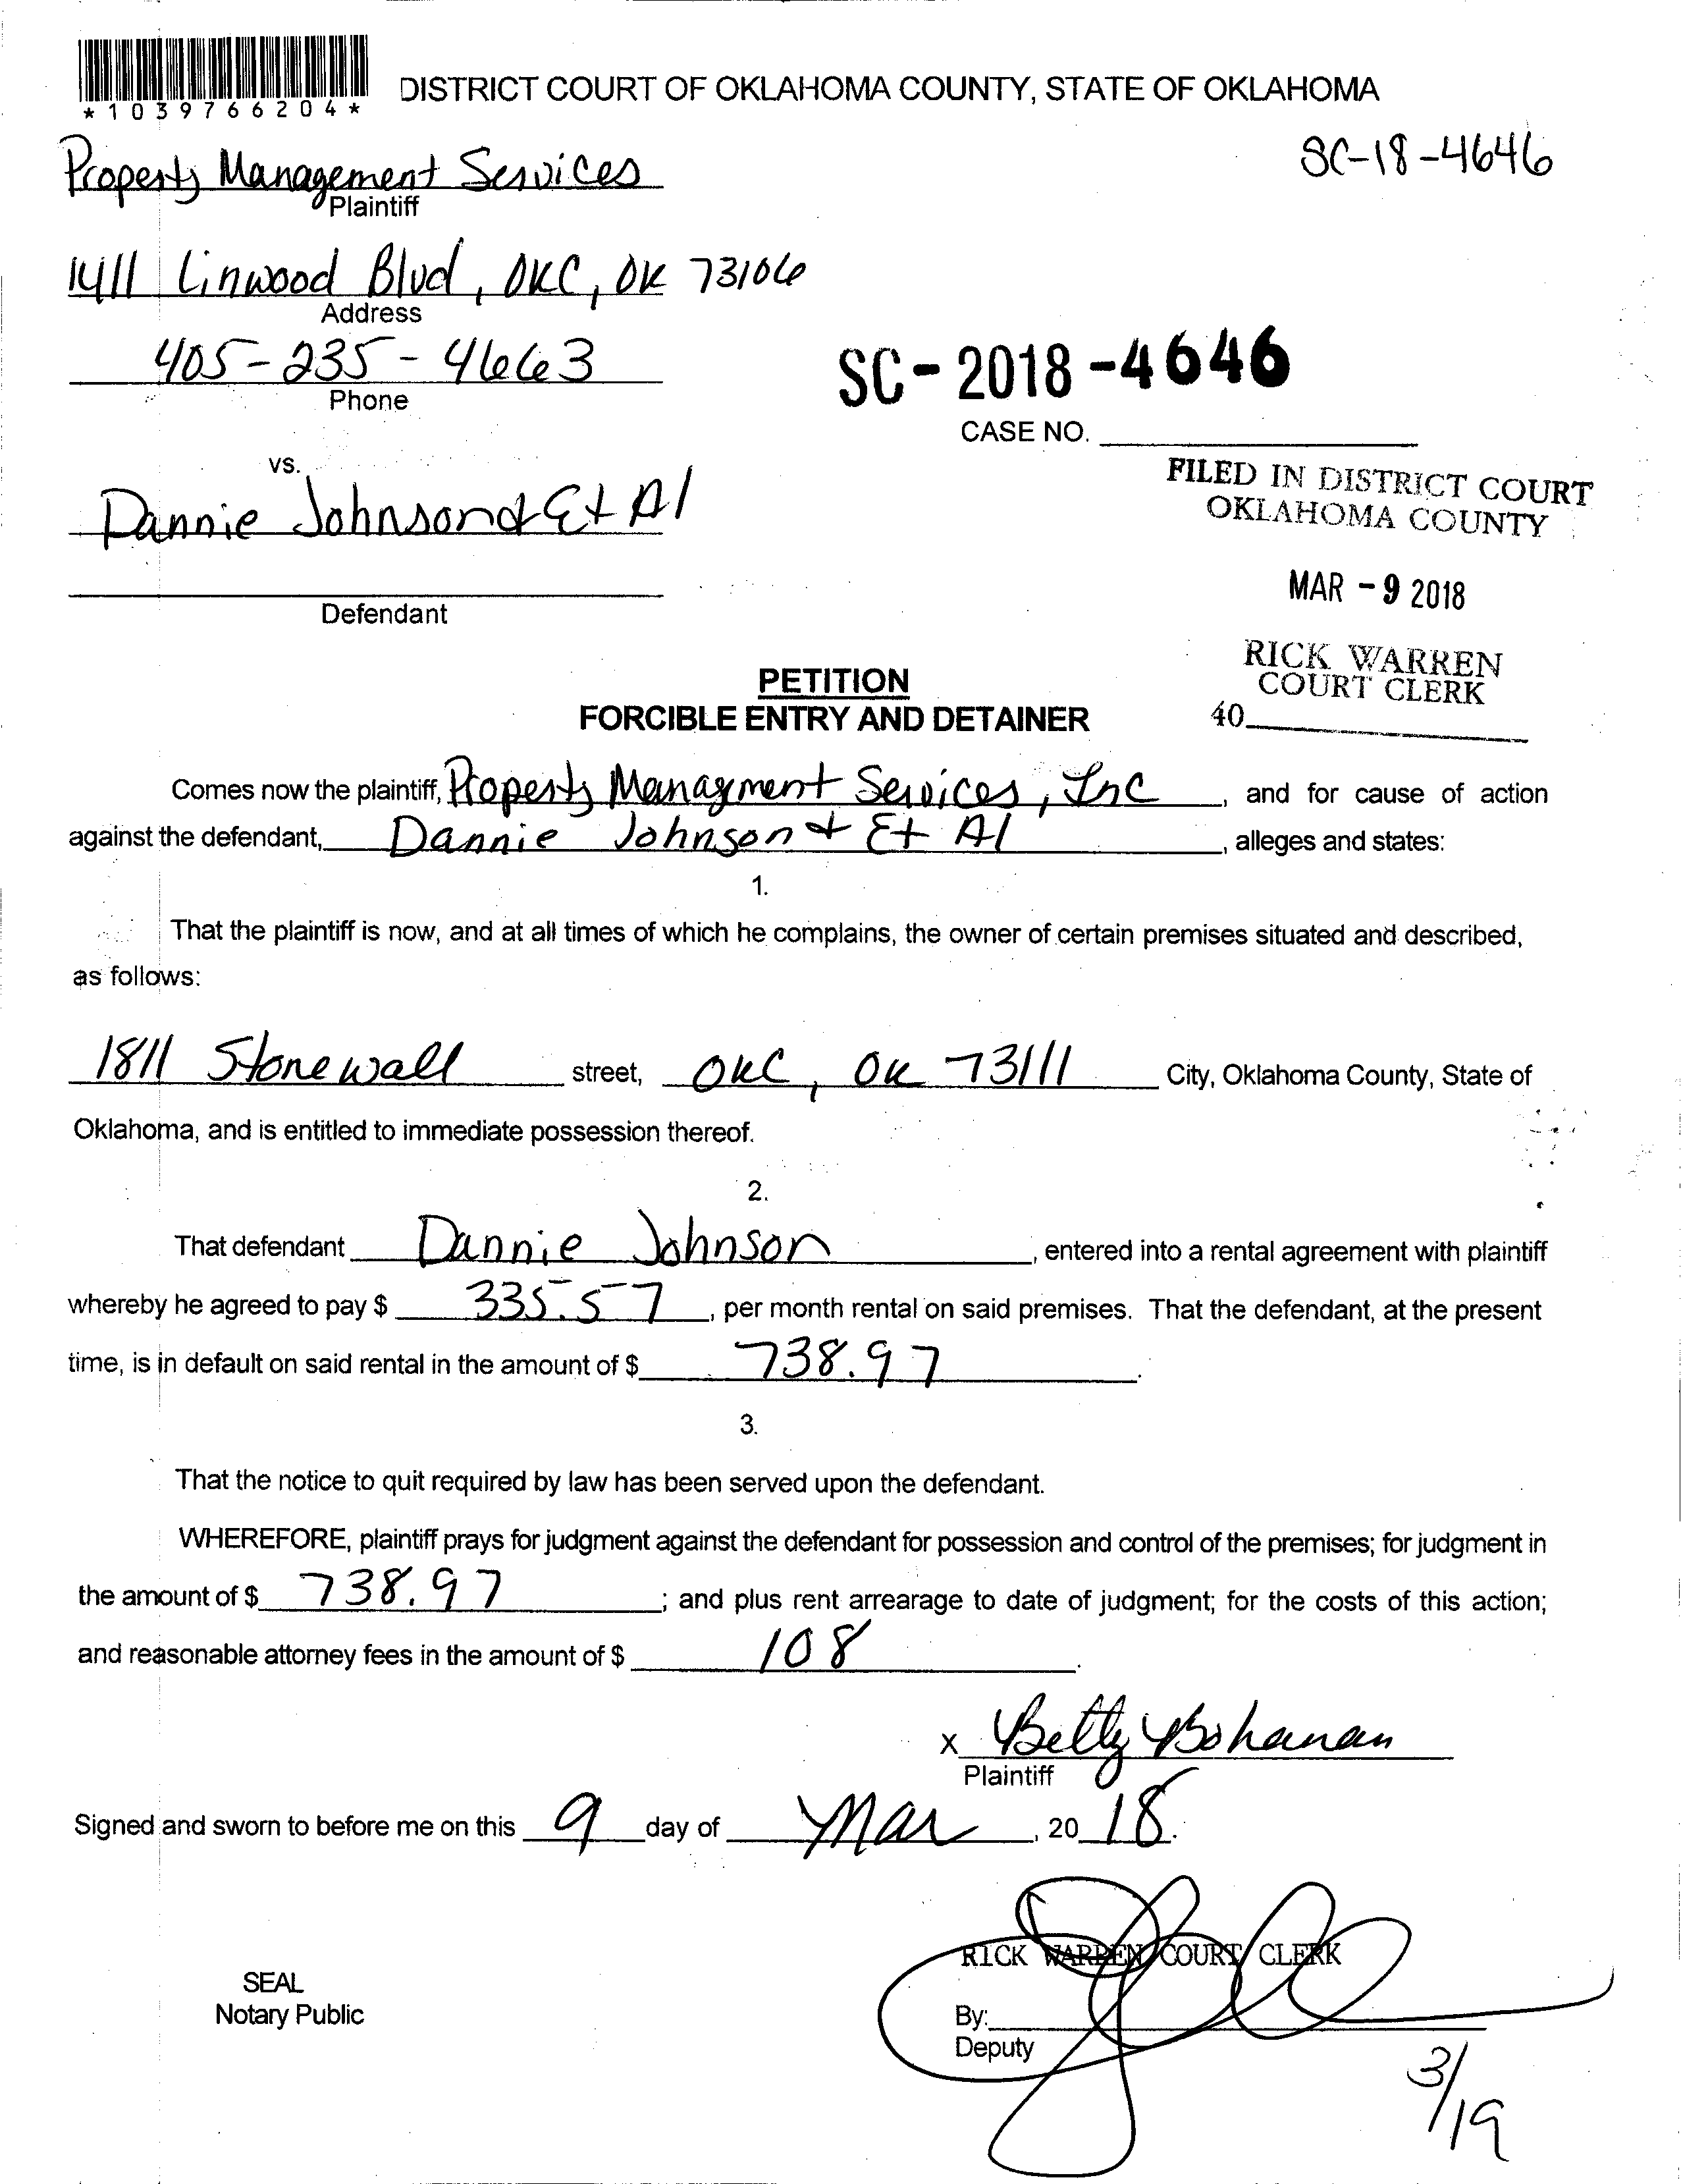 *1039766204*
DISTRICT COURT OF OKLAHOMA COUNTY, STATE OF OKLAHOMA
SC-18-4646
Property Management Services
Plaintiff
1411 Linwood Blvd, OKC, OK 73106
Address
405-235-4663
Phone
SC-2018-4646
CASE NO.
vs.
FILED IN DISTRICT COURT
OKLAHOMA COUNTY
Dannie Johnson & Et Al
MAR -9 2018
Defendant
RICK WARREN
COURT CLERK
40
PETITION
FORCIBLE ENTRY AND DETAINER
Comes now the plaintiff, Property Managment Services, Inc, and for cause of action
against the defendant, Dannie Johnson & Et Al, alleges and states:
1.
That the plaintiff is now, and at all times of which he complains, the owner of certain premises situated and described,
as follows:
1811 Stonewall street, OKC, OK 73111 City, Oklahoma County, State of
Oklahoma, and is entitled to immediate possession thereof.
2.
That defendant Dannie Johnson, entered into a rental agreement with plaintiff
whereby he agreed to pay $ 335.57, per month rental on said premises. That the defendant, at the present
time, is in default on said rental in the amount of $ 738.97.
3.
That the notice to quit required by law has been served upon the defendant.
WHEREFORE, plaintiff prays for judgment against the defendant for possession and control of the premises; for judgment in
the amount of $ 738.97; and plus rent arrearage to date of judgment; for the costs of this action;
and reasonable attorney fees in the amount of $ 108.
x Betty Bohanan
Plaintiff
Signed and sworn to before me on this 9 day of Mar, 2018.
RICK WARREN COURT CLERK
SEAL
Notary Public
By:
Deputy
3/19